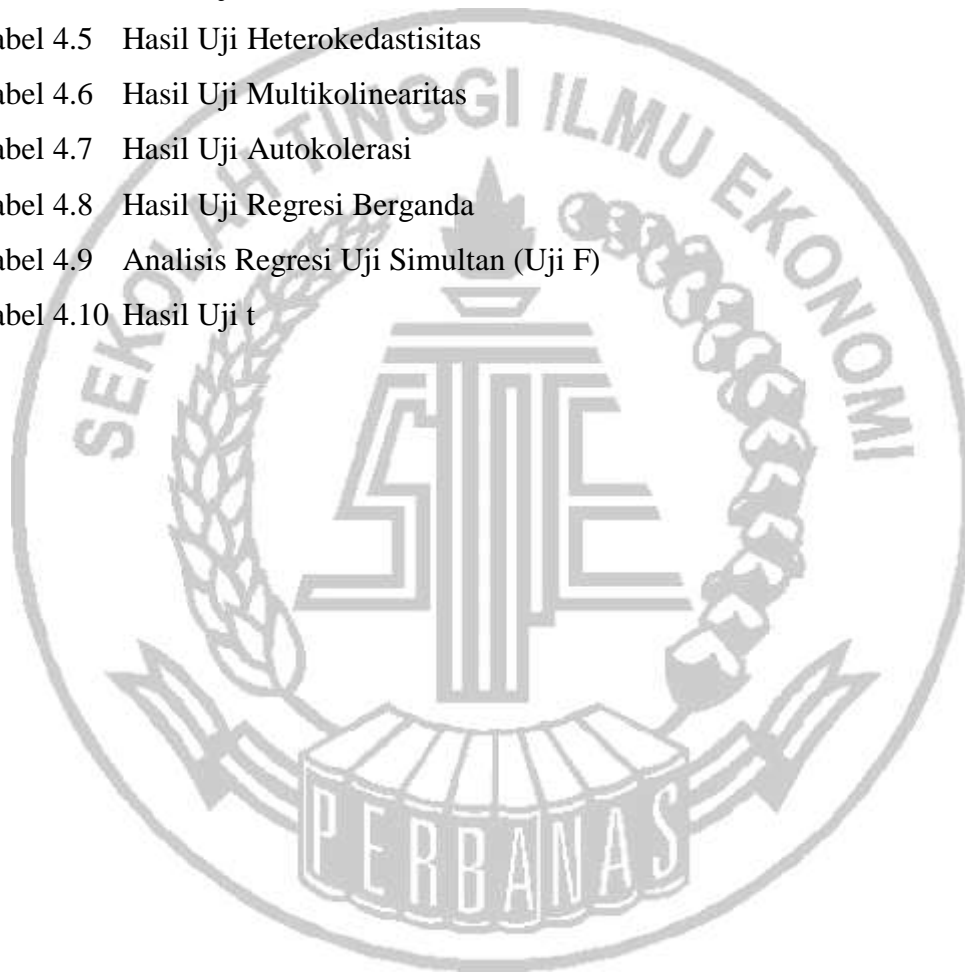 abel 4.5 Hasil Uji Heterokedastisitas
abel 4.6 Hasil Uji Multikolinearitas
abel 4.7 Hasil Uji Autokolerasi
abel 4.8 Hasil Uji Regresi Berganda
abel 4.9 Analisis Regresi Uji Simultan (Uji F)
abel 4.10 Hasil Uji t
SEKOLAH TINGGI ILMU EKONOMI
STIE
PERBANAS